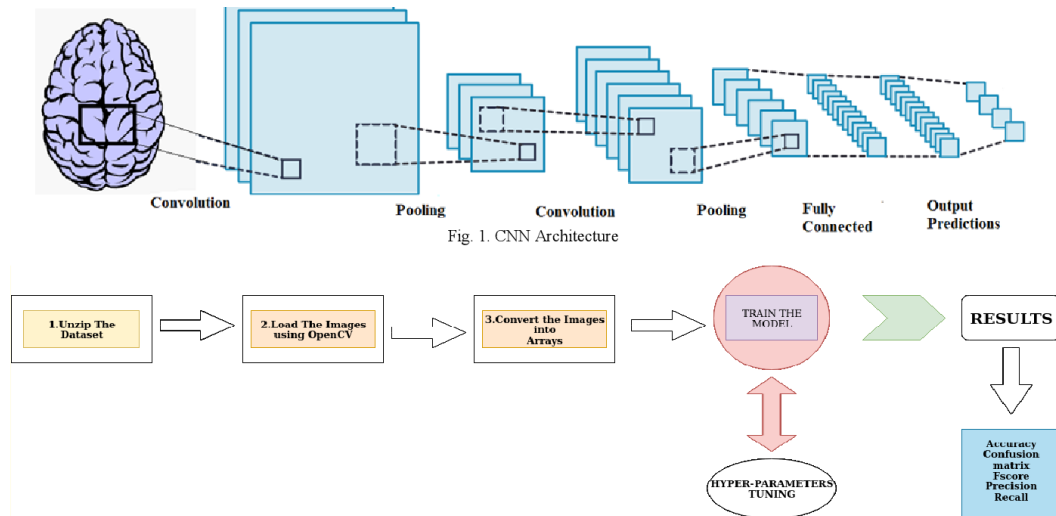 Convolution
Pooling
Convolution
Pooling
Fully
Connected
Output
Predictions
Fig. 1. CNN Architecture
1.Unzip The
Dataset
2.Load The Images
using OpenCV
3.Convert the Images
into
Arrays
TRAIN THE
MODEL
RESULTS
HYPER-PARAMETERS
TUNING
Accuracy
Confusion
matrix
Fscore
Precision
Recall